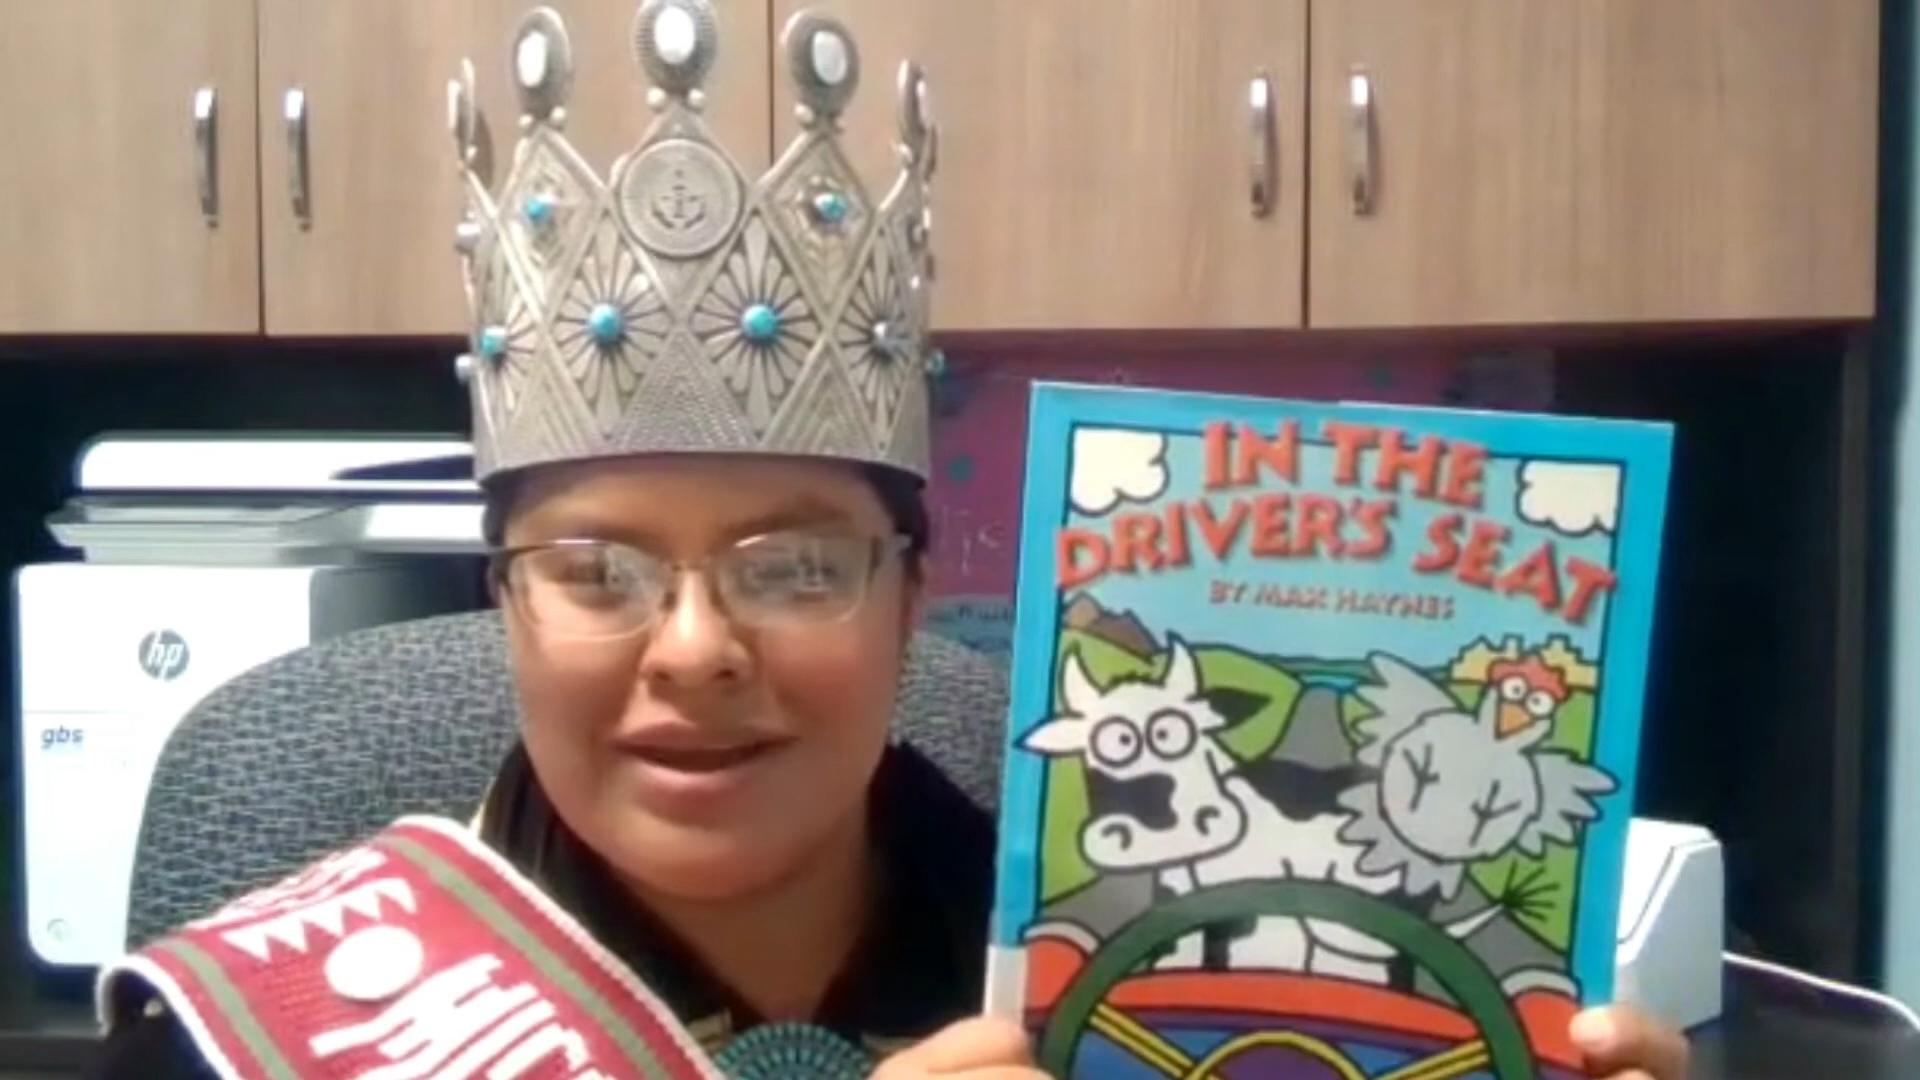 IN THE
DRIVER'S SEAT
BY MAX HAYNES
hp
gbs